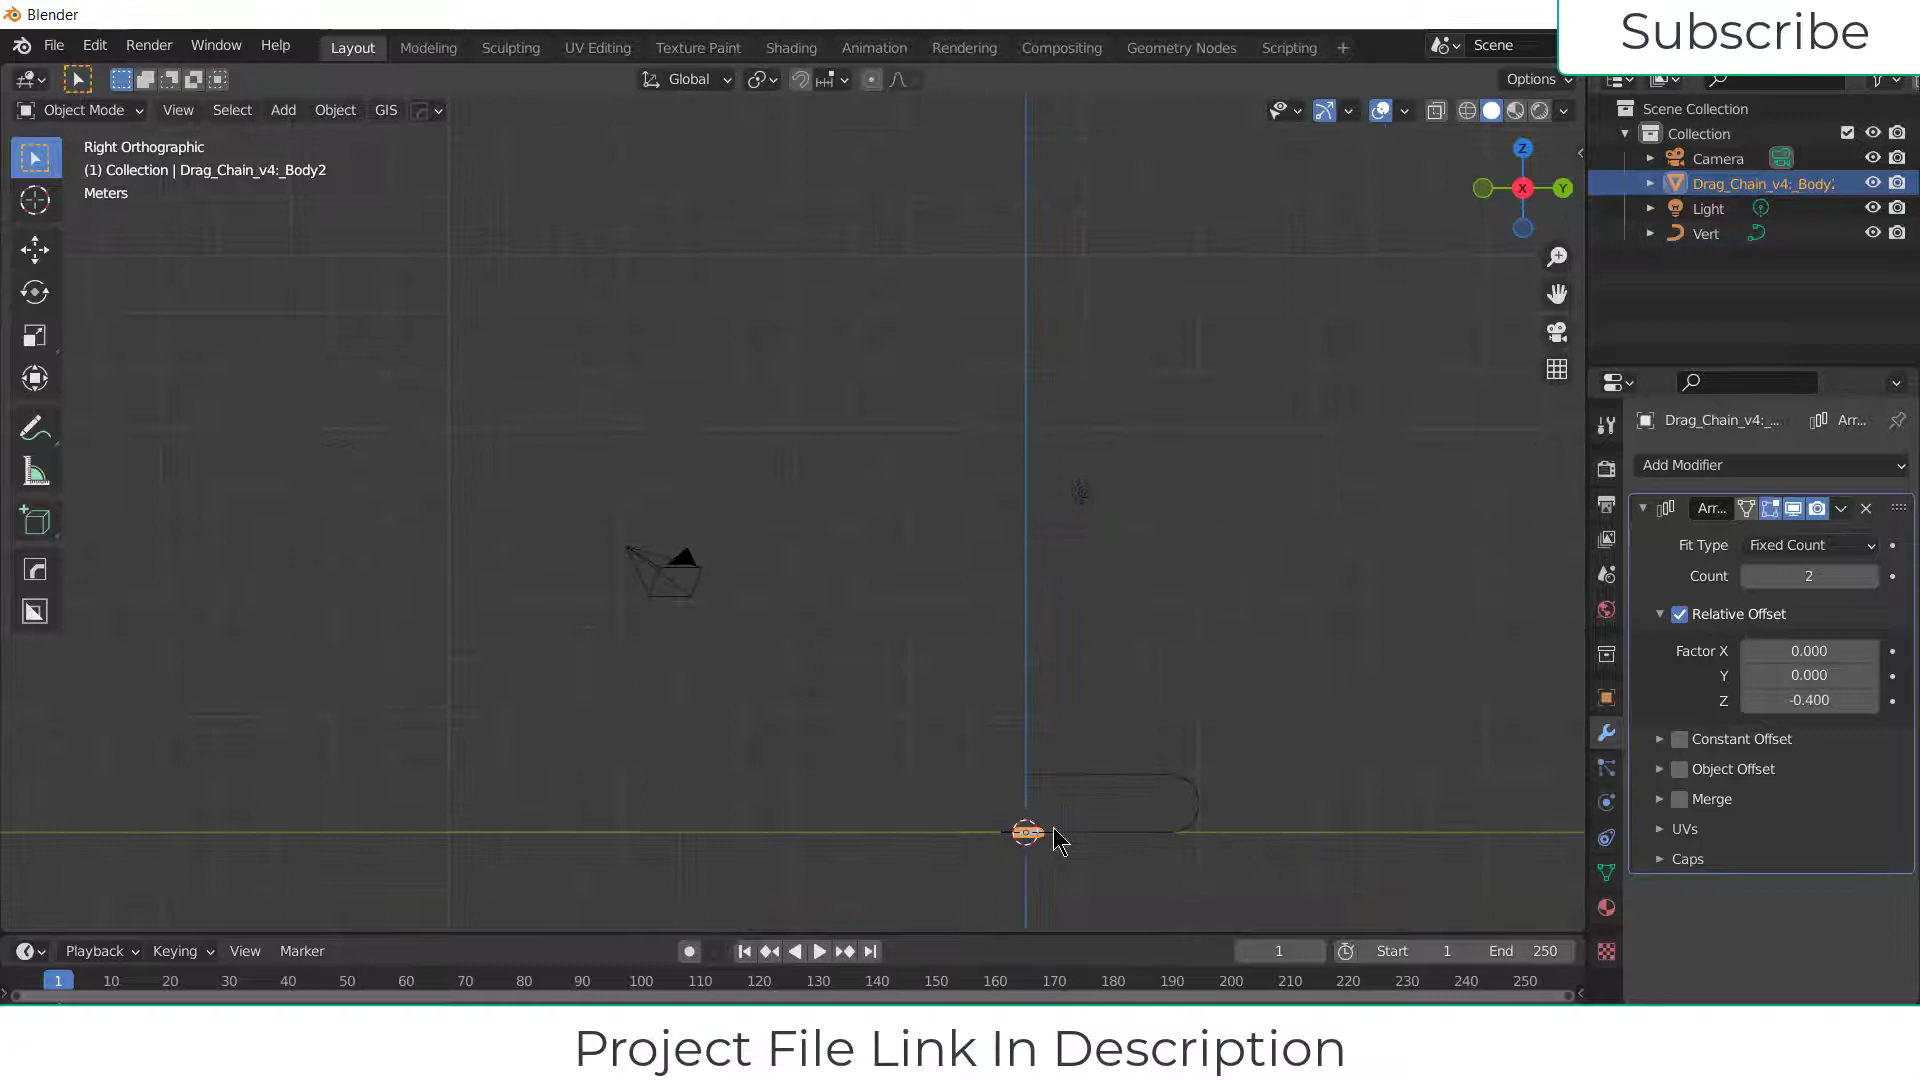 Blender
Subscribe
File Edit Render Window Help Layout Modeling Sculpting UV Editing Texture Paint Shading Animation Rendering Compositing Geometry Nodes Scripting + Scene
Global Options
Object Mode View Select Add Object GIS
Right Orthographic
(1) Collection | Drag_Chain_v4:_Body2
Meters
Z
X Y
Scene Collection
Collection
Camera
Drag_Chain_v4:_Body
Light
Vert
Drag_Chain_v4:_... Arr...
Add Modifier
Arr...
Fit Type Fixed Count
Count 2
Relative Offset
Factor X 0.000
Y 0.000
Z -0.400
Constant Offset
Object Offset
Merge
UVs
Caps
Playback Keying View Marker 1 Start 1 End 250
1 10 20 30 40 50 60 70 80 90 100 110 120 130 140 150 160 170 180 190 200 210 220 230 240 250
Project File Link In Description